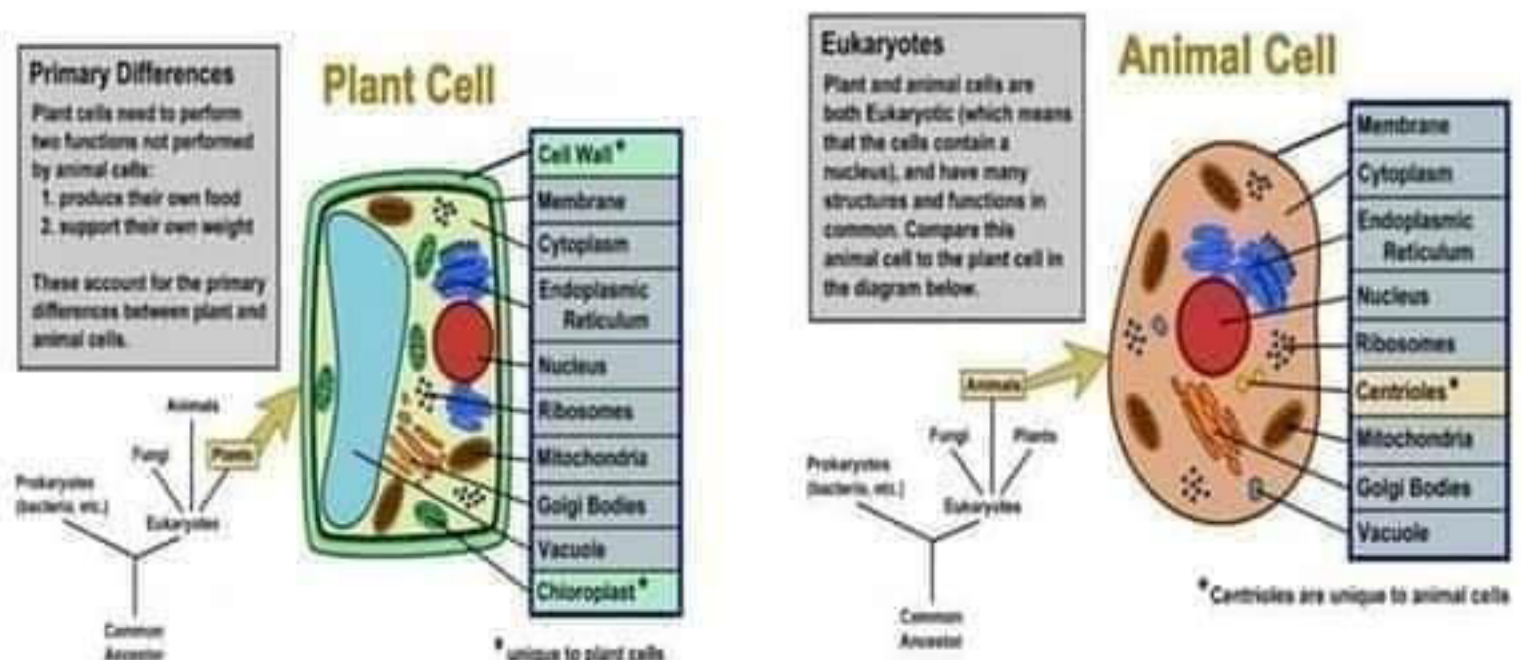 Primary Differences
Plant cells need to perform
two functions not performed
by animal cells:
1. produce their own food
2. support their own weight
These account for the primary
differences between plant and
animal cells.
Plant Cell
Cell Wall*
Membrane
Cytoplasm
Endoplasmic
Reticulum
Nucleus
Ribosomes
Mitochondria
Golgi Bodies
Vacuole
Chloroplast*
* unique to plant cells
Animals
Fungi
Plants
Prokaryotes
(bacteria, etc.)
Eukaryotes
Common
Ancestor
Eukaryotes
Plant and animal cells are
both Eukaryotic (which means
that the cells contain a
nucleus), and have many
structures and functions in
common. Compare this
animal cell to the plant cell in
the diagram below.
Animal Cell
Membrane
Cytoplasm
Endoplasmic
Reticulum
Nucleus
Ribosomes
Centrioles*
Mitochondria
Golgi Bodies
Vacuole
*Centrioles are unique to animal cells
Animals
Fungi
Plants
Prokaryotes
(bacteria, etc.)
Eukaryotes
Common
Ancestor